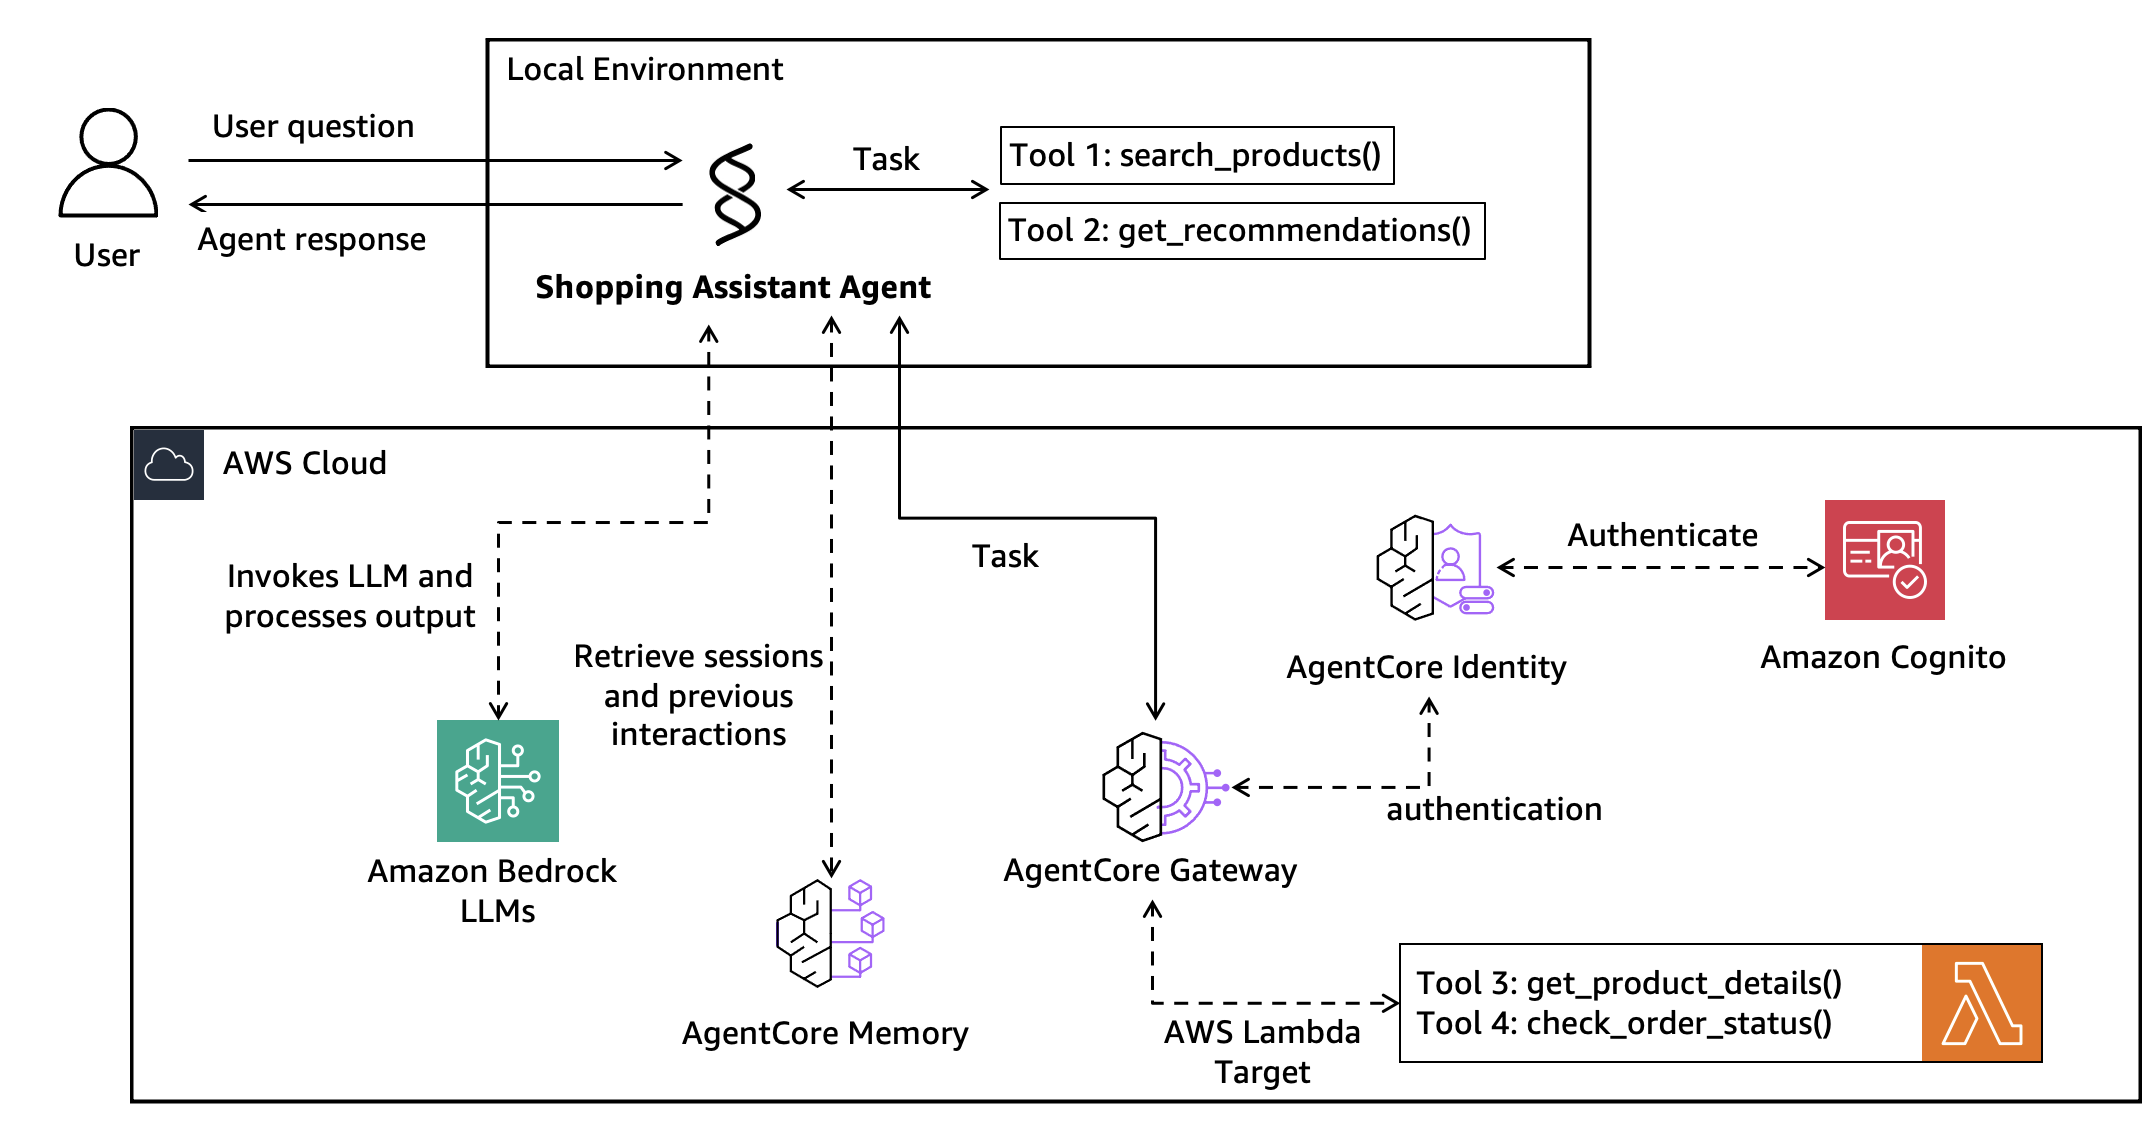 Local Environment
User question
Agent response
User
Task
Tool 1: search_products()
Tool 2: get_recommendations()
Shopping Assistant Agent
AWS Cloud
Invokes LLM and
processes output
Retrieve sessions
and previous
interactions
Task
Authenticate
AgentCore Identity
Amazon Cognito
authentication
Amazon Bedrock
LLMs
AgentCore Gateway
AgentCore Memory
AWS Lambda
Target
Tool 3: get_product_details()
Tool 4: check_order_status()